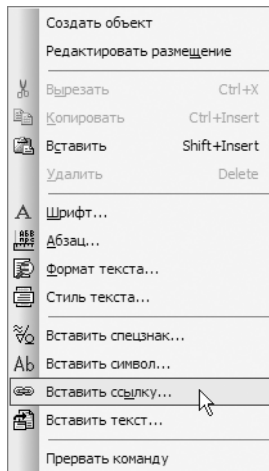 Создать объект
Редактировать размещение
Вырезать Ctrl+X
Копировать Ctrl+Insert
Вставить Shift+Insert
Удалить Delete
Шрифт...
Абзац...
Формат текста...
Стиль текста...
Вставить спецзнак...
Вставить символ...
Вставить ссылку...
Вставить текст...
Прервать команду